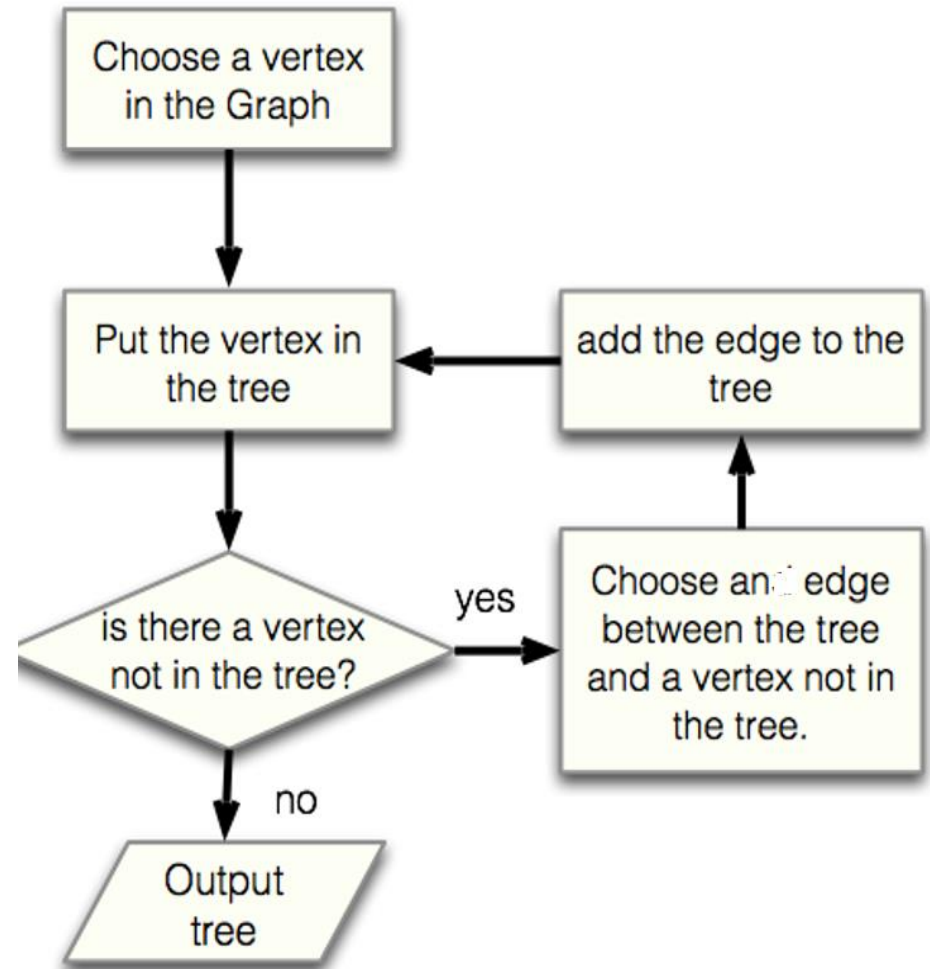 Choose a vertex
in the Graph
Put the vertex in
the tree
add the edge to the
tree
is there a vertex
not in the tree?
yes
Choose an edge
between the tree
and a vertex not in
the tree.
no
Output
tree